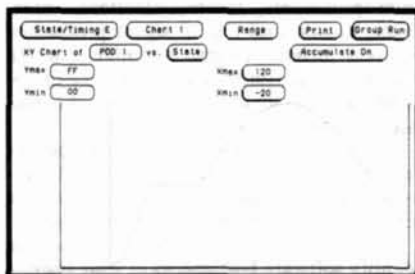 State/Timing E Chart 1 Range Print Group Run
XY Chart of POD 1 vs. State Accumulate On
Ymax FF Xmax 120
Ymin 00 Xmin -20